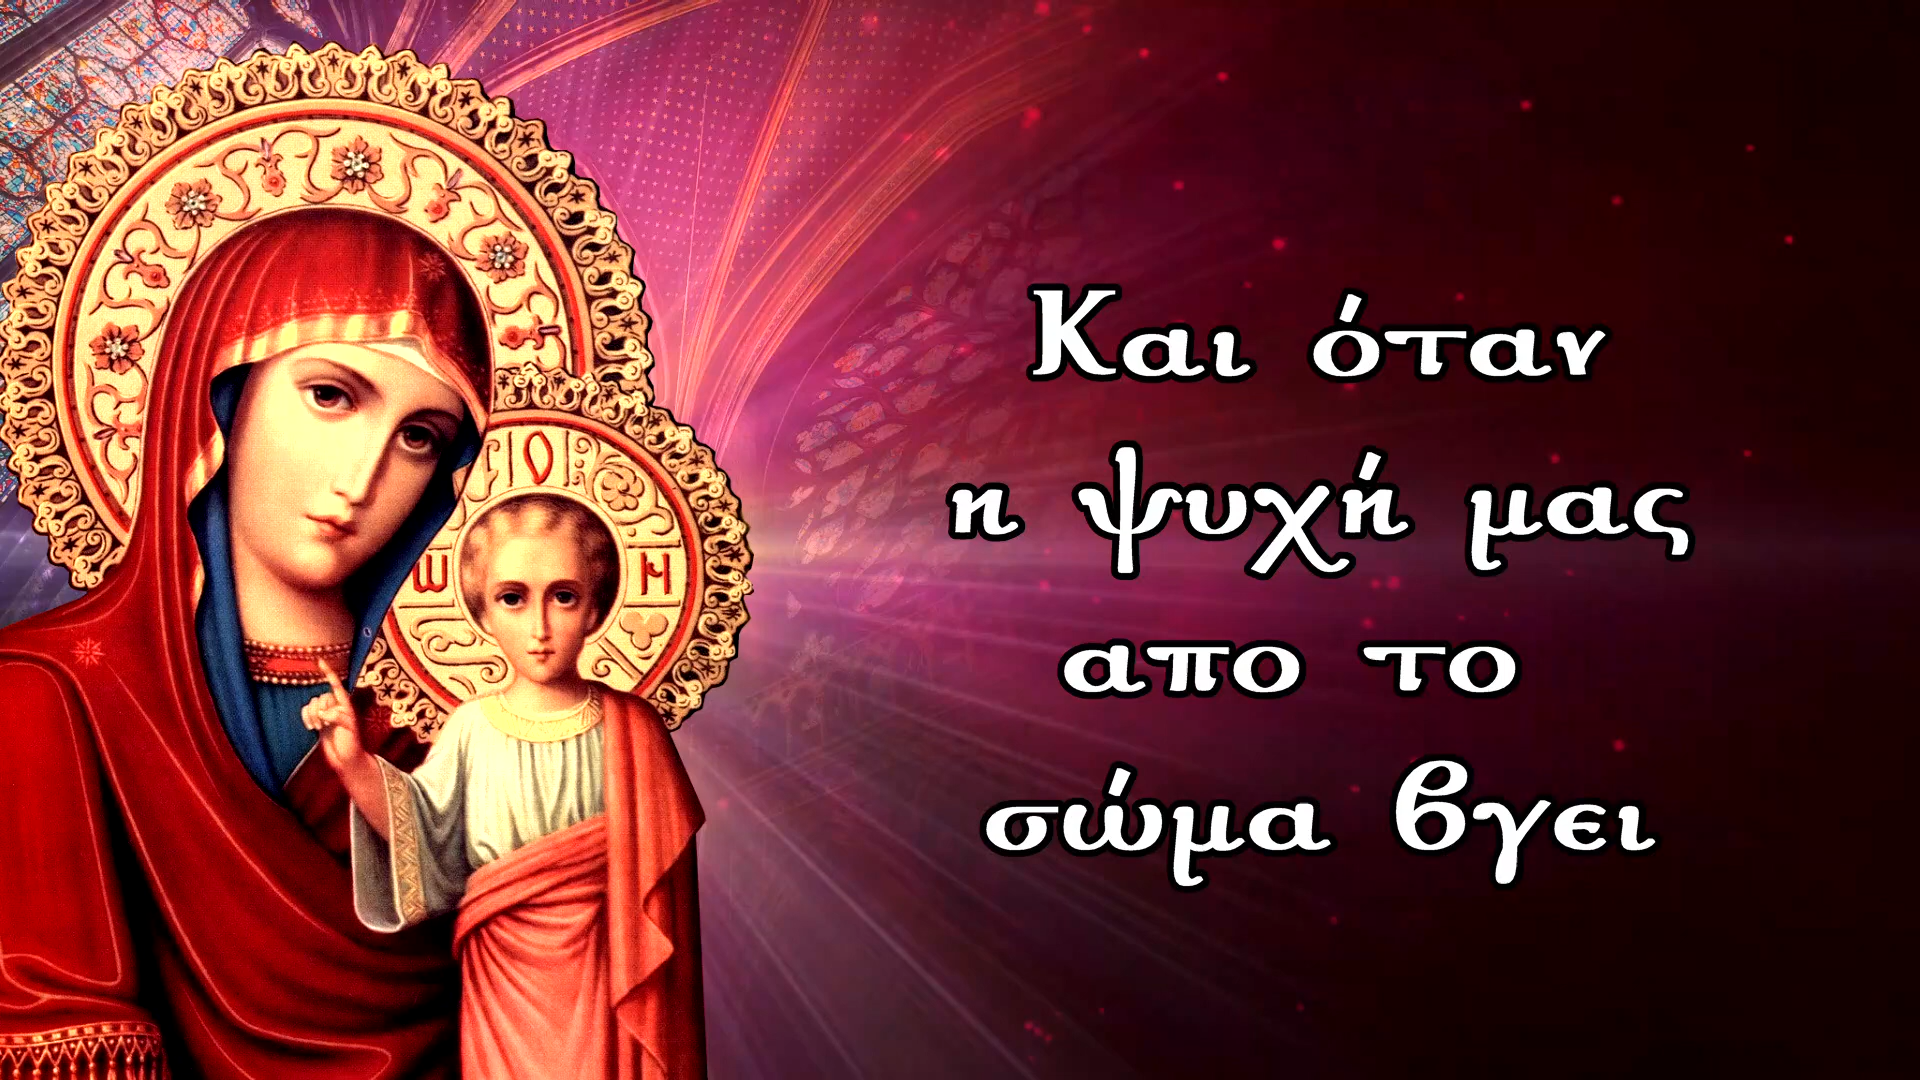 Και όταν
η ψυχή μας
απο το
σώμα βγει
Ο
ω Н